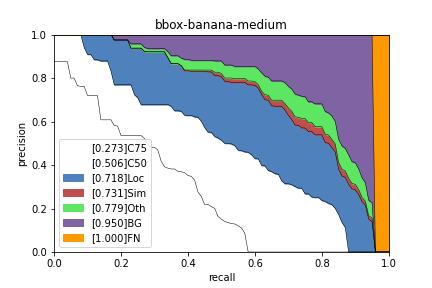 bbox-banana-medium
1.0
0.8
0.6
0.4
0.2
0.0
precision
[0.273]C75
[0.506]C50
[0.718]Loc
[0.731]Sim
[0.779]Oth
[0.950]BG
[1.000]FN
0.0 0.2 0.4 0.6 0.8 1.0
recall